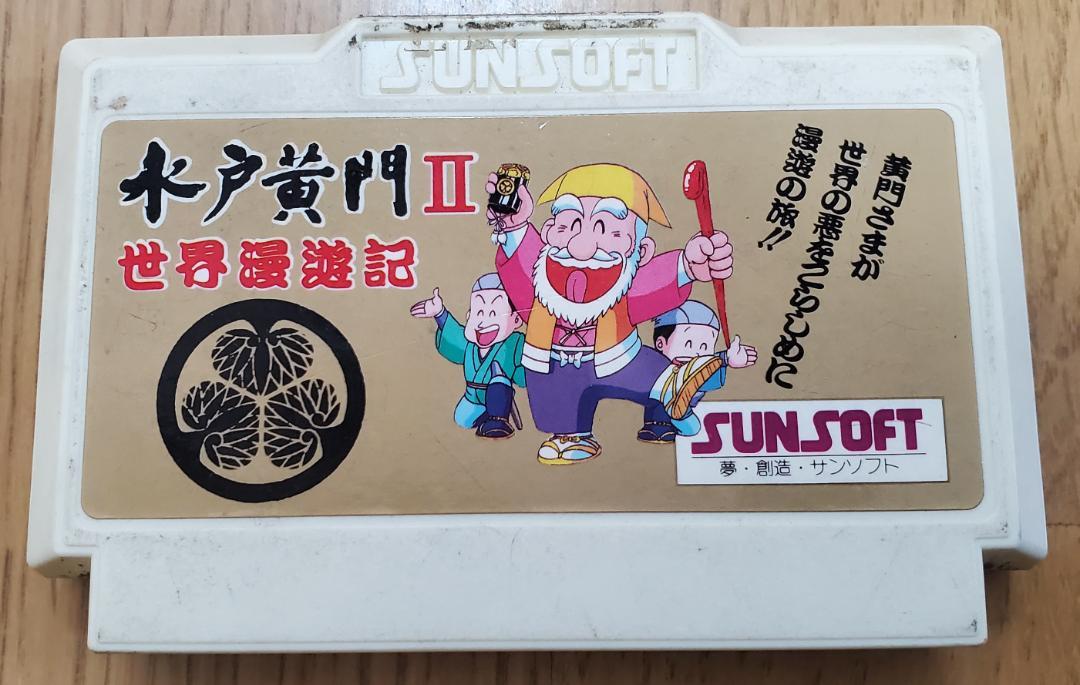 SUNSOFT
水戸黄門II
世界漫遊記
黄門さまが
世界の悪をこらしめに
漫遊の旅!!
SUNSOFT
夢・創造・サンソフト